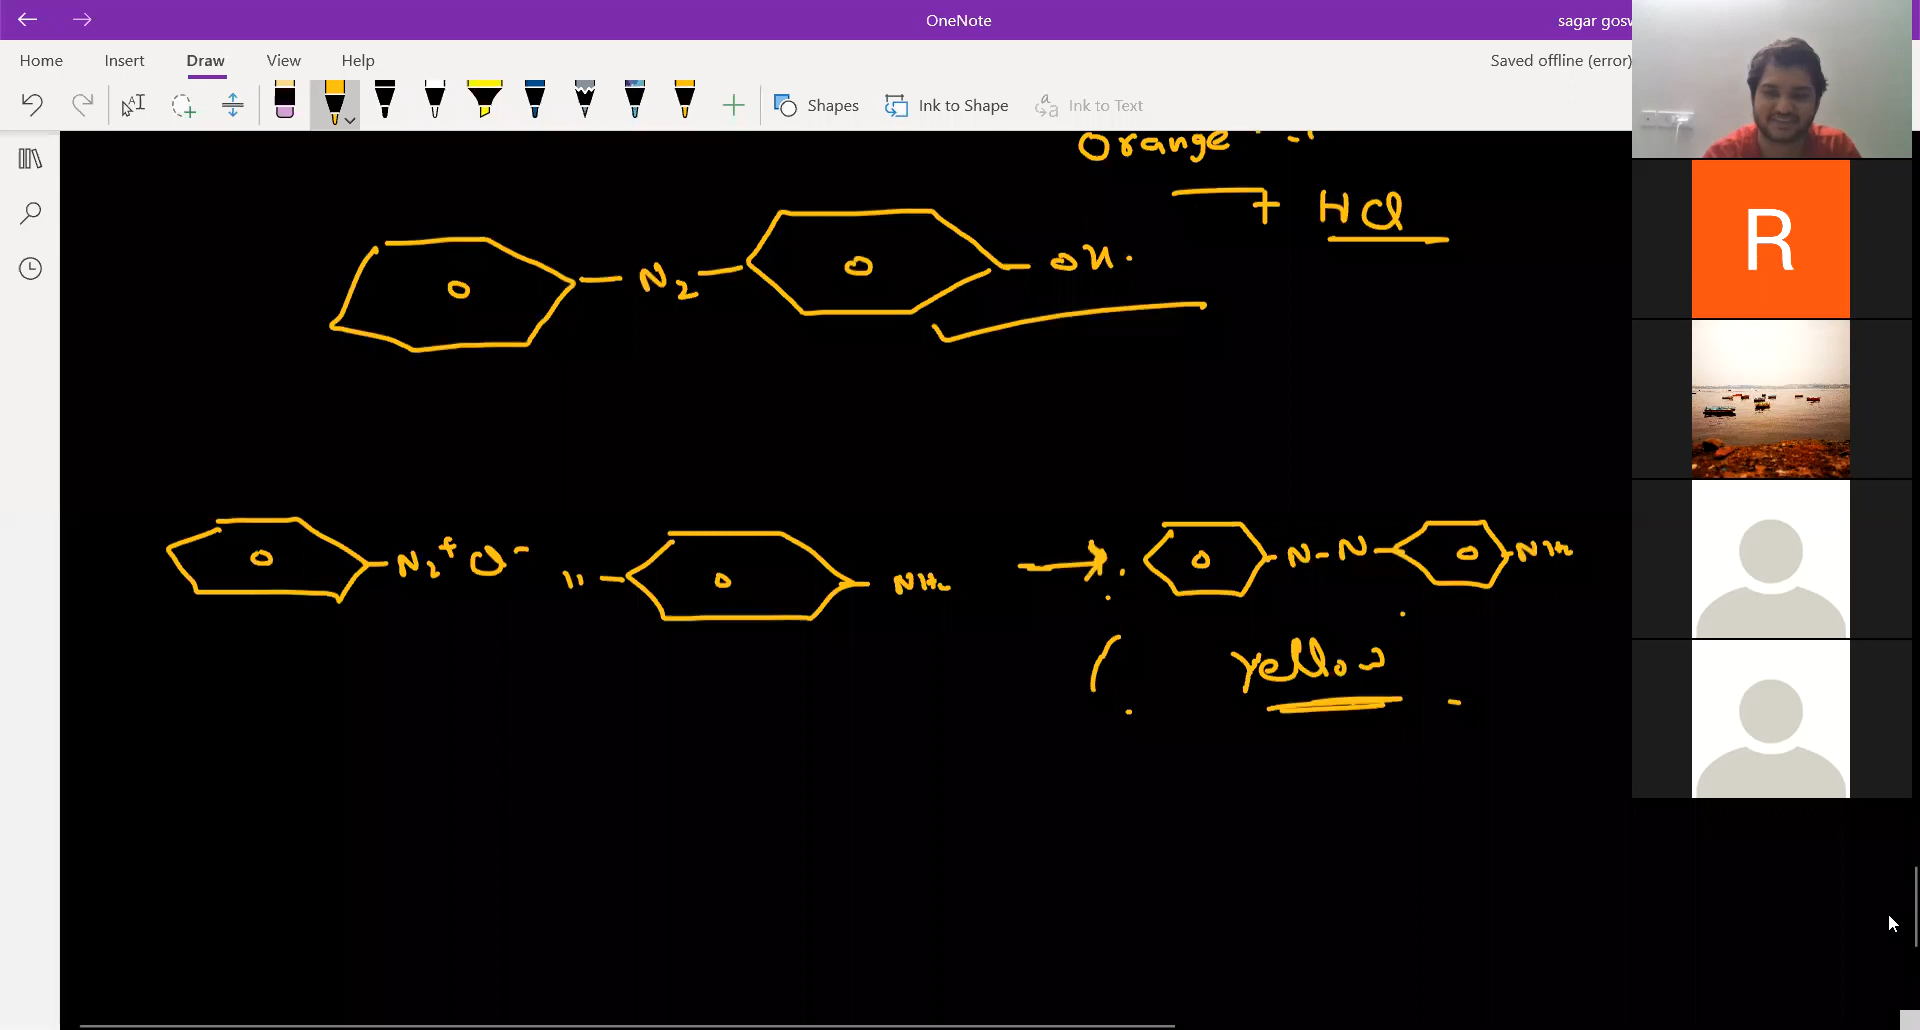 OneNote
sagar gosw
Home Insert Draw View Help
Saved offline (error)
Shapes Ink to Shape Ink to Text
Orange
+ HCl
N2 OH
R
N2+Cl- H NH2 N-N NH2
Yellow